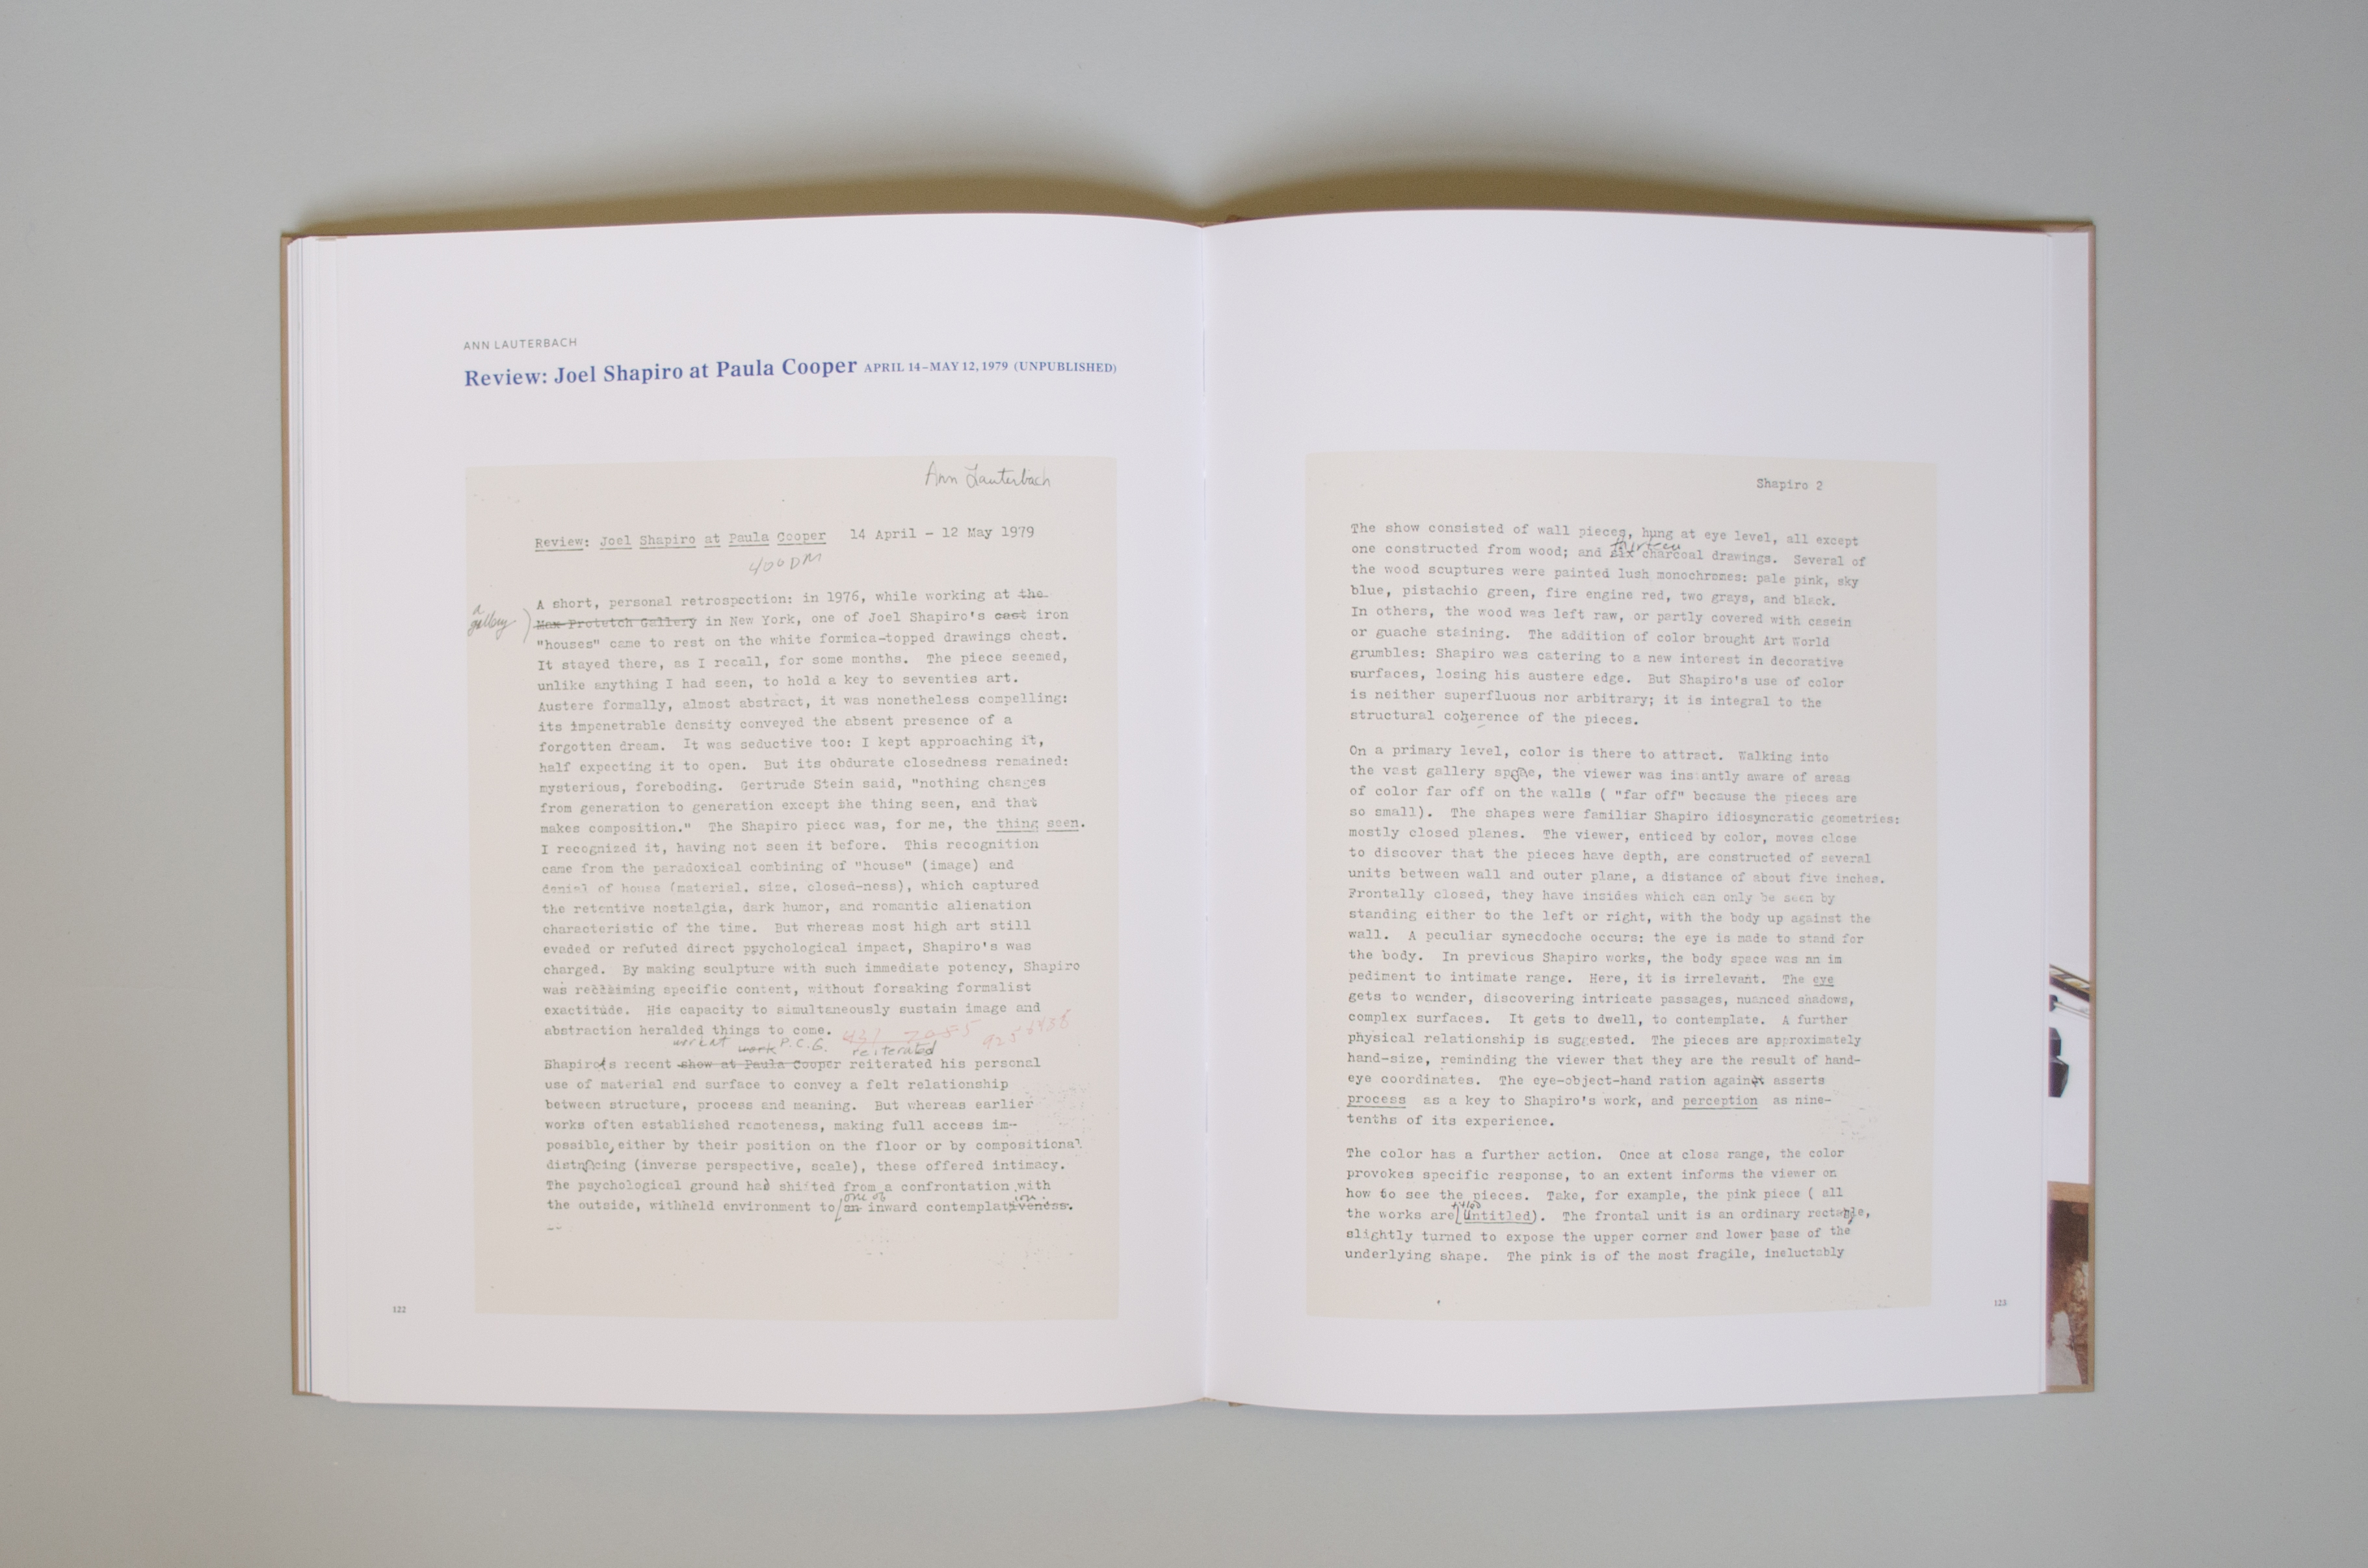 ANN LAUTERBACH
Review: Joel Shapiro at Paula Cooper APRIL 14–MAY 12, 1979 (UNPUBLISHED)
Ann Lauterbach
Review: Joel Shapiro at Paula Cooper 14 April - 12 May 1979
400 DM
A short, personal retrospection: in 1976, while working at the
a gallery
Max Protetch Gallery in New York, one of Joel Shapiro's cast iron
"houses" came to rest on the white formica-topped drawings chest.
It stayed there, as I recall, for some months. The piece seemed,
unlike anything I had seen, to hold a key to seventies art.
Austere formally, almost abstract, it was nonetheless compelling:
its impenetrable density conveyed the absent presence of a
forgotten dream. It was seductive too: I kept approaching it,
half expecting it to open. But its obdurate closedness remained:
mysterious, foreboding. Gertrude Stein said, "nothing changes
from generation to generation except the thing seen, and that
makes composition." The Shapiro piece was, for me, the thing seen.
I recognized it, having not seen it before. This recognition
came from the paradoxical combining of "house" (image) and
denial of house (material, size, closed-ness), which captured
the retentive nostalgia, dark humor, and romantic alienation
characteristic of the time. But whereas most high art still
evaded or refuted direct psychological impact, Shapiro's was
charged. By making sculpture with such immediate potency, Shapiro
was reclaiming specific content, without forsaking formalist
exactitude. His capacity to simultaneously sustain image and
abstraction heralded things to come.
work at work P.C.G. reiterated
Shapiro's recent show at Paula Cooper reiterated his personal
use of material and surface to convey a felt relationship
between structure, process and meaning. But whereas earlier
works often established remoteness, making full access im-
possible, either by their position on the floor or by compositional
distancing (inverse perspective, scale), these offered intimacy.
The psychological ground had shifted from a confrontation with
one of ion.
the outside, withheld environment to an inward contemplativeness.
122
Shapiro 2
The show consisted of wall pieces, hung at eye level, all except
thirteen
one constructed from wood; and six charcoal drawings. Several of
the wood scuptures were painted lush monochromes: pale pink, sky
blue, pistachio green, fire engine red, two grays, and black.
In others, the wood was left raw, or partly covered with casein
or guache staining. The addition of color brought Art World
grumbles: Shapiro was catering to a new interest in decorative
surfaces, losing his austere edge. But Shapiro's use of color
is neither superfluous nor arbitrary; it is integral to the
structural coherence of the pieces.
On a primary level, color is there to attract. Walking into
the vast gallery space, the viewer was instantly aware of areas
of color far off on the walls ( "far off" because the pieces are
so small). The shapes were familiar Shapiro idiosyncratic geometries:
mostly closed planes. The viewer, enticed by color, moves close
to discover that the pieces have depth, are constructed of several
units between wall and outer plane, a distance of about five inches.
Frontally closed, they have insides which can only be seen by
standing either to the left or right, with the body up against the
wall. A peculiar synecdoche occurs: the eye is made to stand for
the body. In previous Shapiro works, the body space was an im
pediment to intimate range. Here, it is irrelevant. The eye
gets to wander, discovering intricate passages, nuanced shadows,
complex surfaces. It gets to dwell, to contemplate. A further
physical relationship is suggested. The pieces are approximately
hand-size, reminding the viewer that they are the result of hand-
eye coordinates. The eye-object-hand ration again asserts
process as a key to Shapiro's work, and perception as nine-
tenths of its experience.
The color has a further action. Once at close range, the color
provokes specific response, to an extent informs the viewer on
how to see the pieces. Take, for example, the pink piece ( all
titled
the works are Untitled). The frontal unit is an ordinary rectangle,
slightly turned to expose the upper corner and lower base of the
underlying shape. The pink is of the most fragile, ineluctably
123